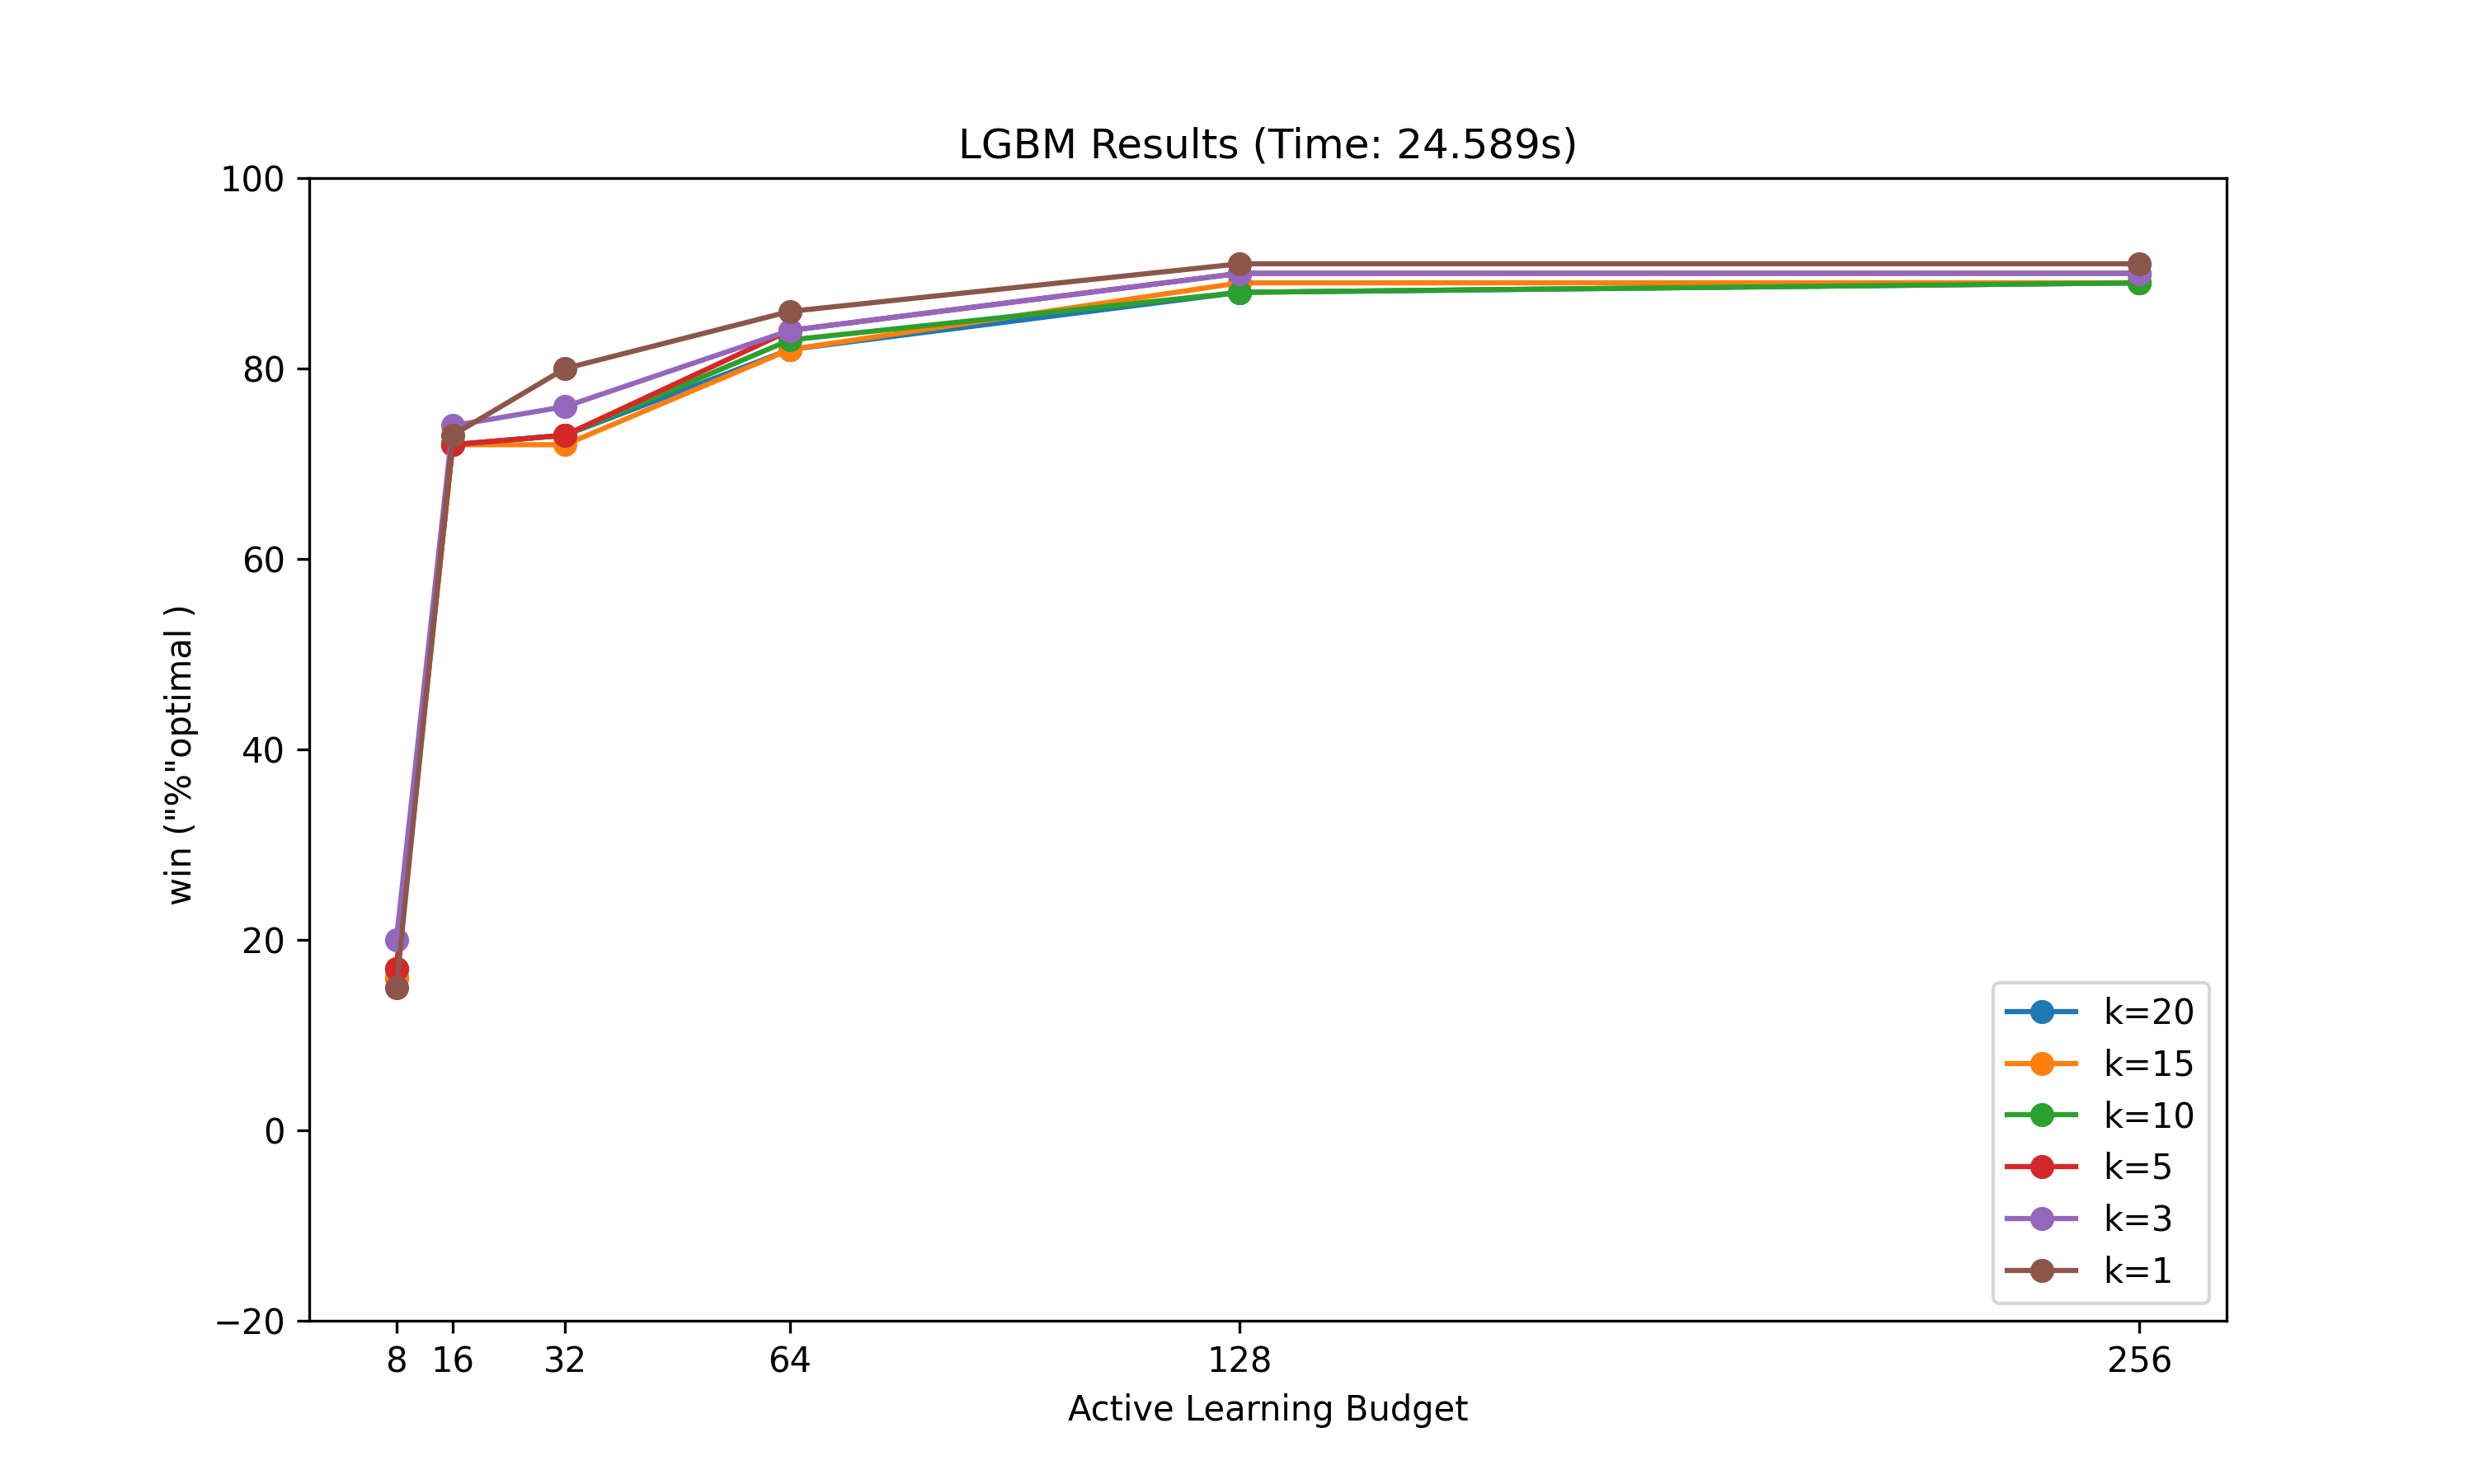 LGBM Results (Time: 24.589s)
100
80
60
40
20
0
−20
win ("%"optimal )
8 16 32 64 128 256
Active Learning Budget
k=20
k=15
k=10
k=5
k=3
k=1